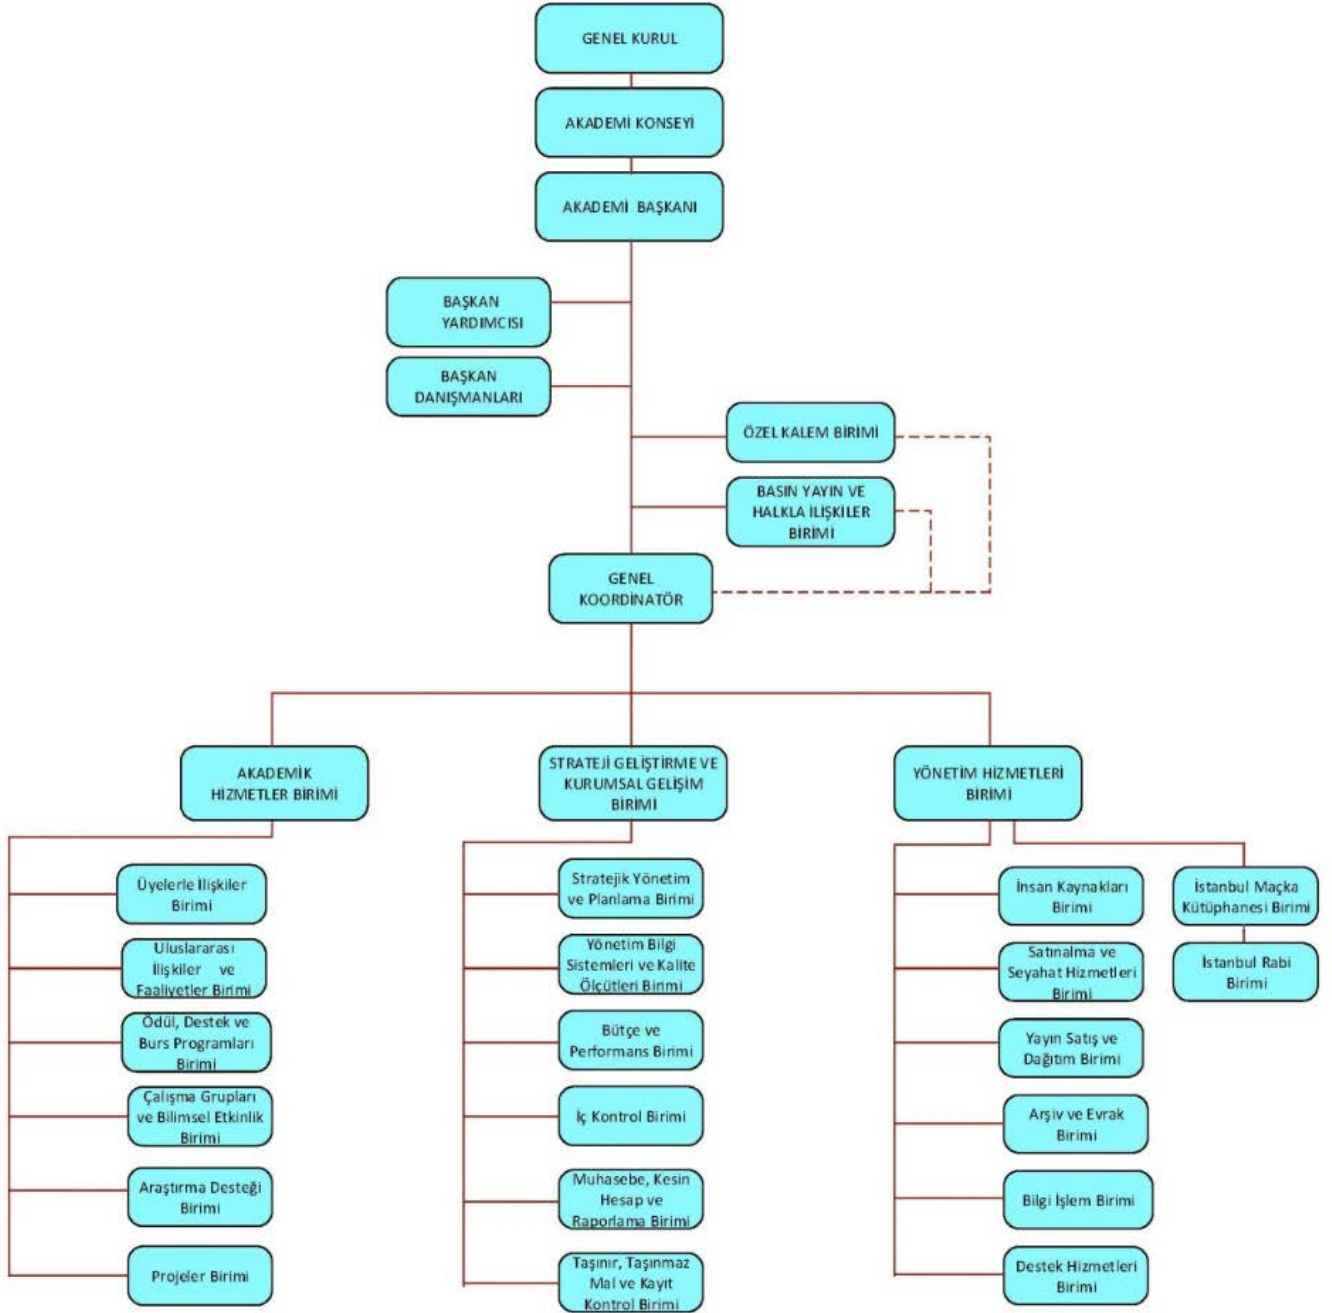 GENEL KURUL
AKADEMİ KONSEYİ
AKADEMİ BAŞKANI
BAŞKAN
YARDIMCISI
BAŞKAN
DANIŞMANLARI
ÖZEL KALEM BİRİMİ
BASIN YAYIN VE
HALKLA İLİŞKİLER
BİRİMİ
GENEL
KOORDİNATÖR
AKADEMİK
HİZMETLER BİRİMİ
Üyelerle İlişkiler
Birimi
Uluslararası
İlişkiler ve
Faaliyetler Birimi
Ödül, Destek ve
Burs Programları
Birimi
Çalışma Grupları
ve Bilimsel Etkinlik
Birimi
Araştırma Desteği
Birimi
Projeler Birimi
STRATEJİ GELİŞTİRME VE
KURUMSAL GELİŞİM
BİRİMİ
Stratejik Yönetim
ve Planlama Birimi
Yönetim Bilgi
Sistemleri ve Kalite
Ölçütleri Birimi
Bütçe ve
Performans Birimi
İç Kontrol Birimi
Muhasebe, Kesin
Hesap ve
Raporlama Birimi
Taşınır, Taşınmaz
Mal ve Kayıt
Kontrol Birimi
YÖNETİM HİZMETLERİ
BİRİMİ
İnsan Kaynakları
Birimi
Satınalma ve
Seyahat Hizmetleri
Birimi
Yayın Satış ve
Dağıtım Birimi
Arşiv ve Evrak
Birimi
Bilgi İşlem Birimi
Destek Hizmetleri
Birimi
İstanbul Maçka
Kütüphanesi Birimi
İstanbul Rabi
Birimi